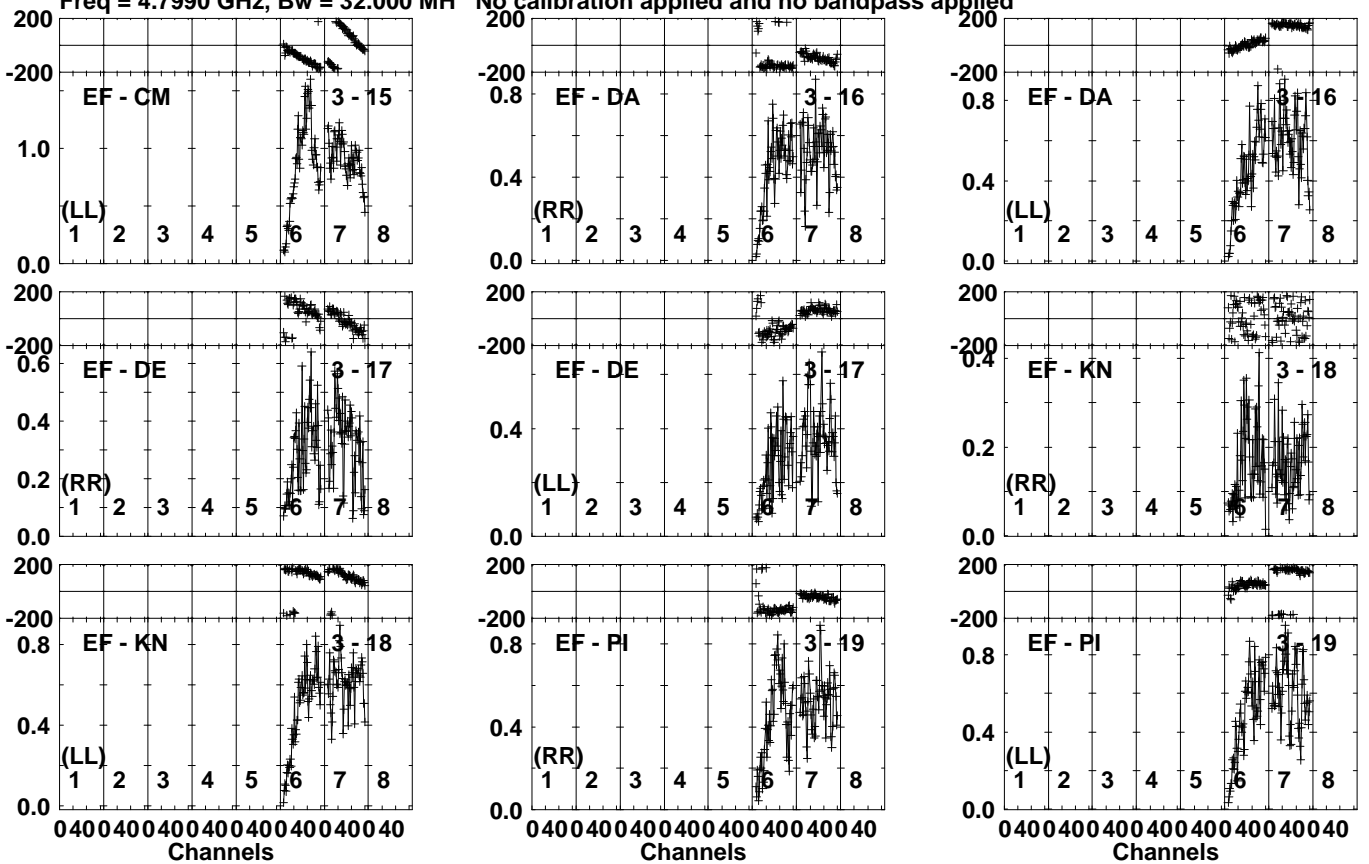 Freq = 4.7990 GHz, Bw = 32.000 MH No calibration applied and no bandpass applied
200
-200
EF - CM 3 - 15
1.0
(LL)
1 2 3 4 5 6 7 8
0.0
200
-200
0.8
EF - DA 3 - 16
0.4
(RR)
1 2 3 4 5 6 7 8
0.0
200
-200
0.8
EF - DA 3 - 16
0.4
(LL)
1 2 3 4 5 6 7 8
0.0
200
-200
0.6
EF - DE 3 - 17
0.4
0.2
(RR)
1 2 3 4 5 6 7 8
0.0
200
-200
EF - DE 3 - 17
0.4
(LL)
1 2 3 4 5 6 7 8
0.0
200
-200
0.4
EF - KN 3 - 18
0.2
(RR)
1 2 3 4 5 6 7 8
0.0
200
-200
0.8
EF - KN 3 - 18
0.4
(LL)
1 2 3 4 5 6 7 8
0.0
0 40 0 40 0 40 0 40 0 40 0 40 0 40 0 40
Channels
200
-200
0.8
EF - PI 3 - 19
0.4
(RR)
1 2 3 4 5 6 7 8
0.0
0 40 0 40 0 40 0 40 0 40 0 40 0 40 0 40
Channels
200
-200
0.8
EF - PI 3 - 19
0.4
(LL)
1 2 3 4 5 6 7 8
0.0
0 40 0 40 0 40 0 40 0 40 0 40 0 40 0 40
Channels